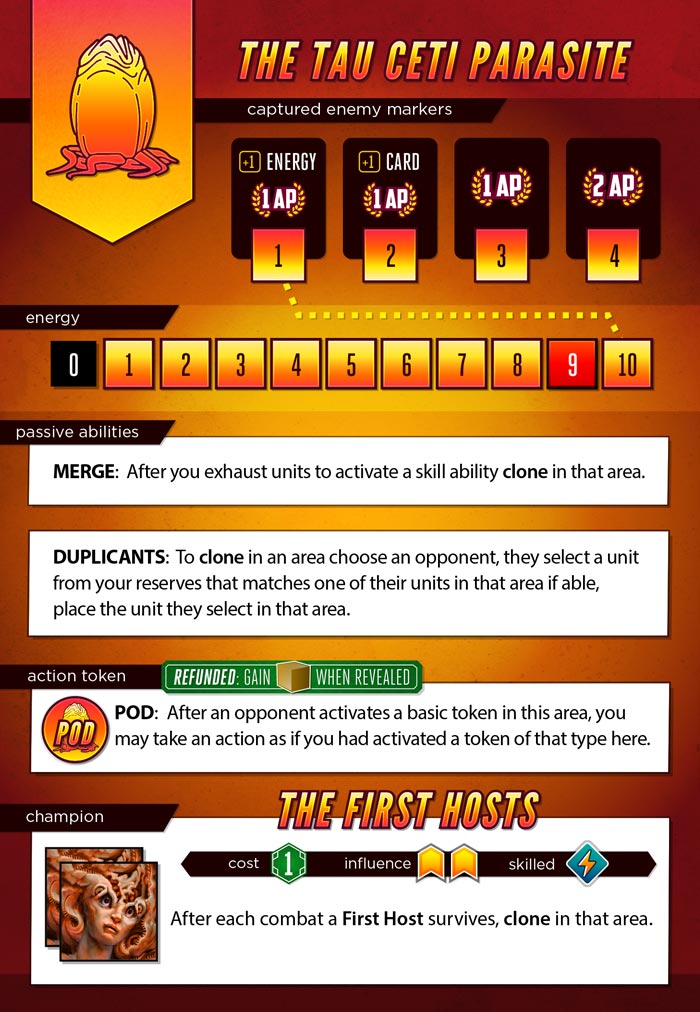 THE TAU CETI PARASITE
captured enemy markers
+1 ENERGY
1 AP
1
+1 CARD
1 AP
2
1 AP
3
2 AP
4
energy
0 1 2 3 4 5 6 7 8 9 10
passive abilities
MERGE: After you exhaust units to activate a skill ability clone in that area.
DUPLICANTS: To clone in an area choose an opponent, they select a unit
from your reserves that matches one of their units in that area if able,
place the unit they select in that area.
action token
REFUNDED: GAIN WHEN REVEALED
POD
POD: After an opponent activates a basic token in this area, you
may take an action as if you had activated a token of that type here.
champion
THE FIRST HOSTS
cost 1 influence skilled
After each combat a First Host survives, clone in that area.